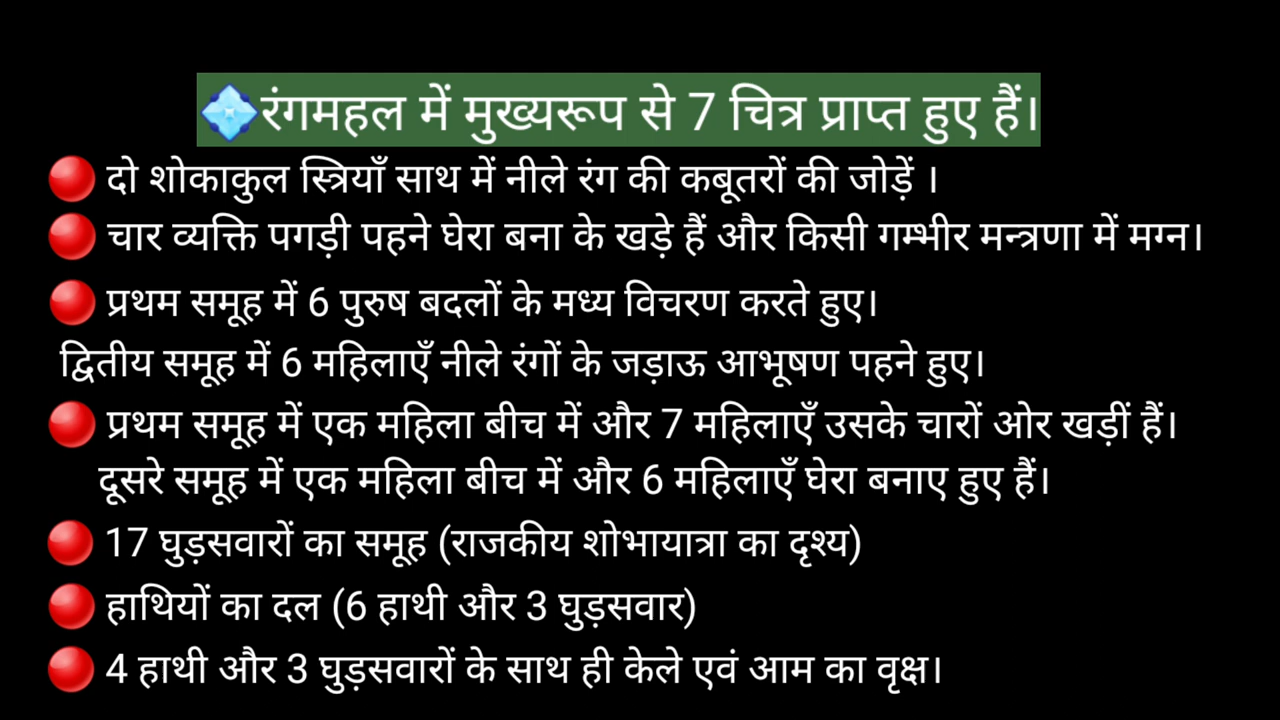 💠रंगमहल में मुख्यरूप से 7 चित्र प्राप्त हुए हैं।
🔴 दो शोकाकुल स्त्रियाँ साथ में नीले रंग की कबूतरों की जोड़ें ।
🔴 चार व्यक्ति पगड़ी पहने घेरा बना के खड़े हैं और किसी गम्भीर मन्त्रणा में मग्न।
🔴 प्रथम समूह में 6 पुरुष बदलों के मध्य विचरण करते हुए।
द्वितीय समूह में 6 महिलाएँ नीले रंगों के जड़ाऊ आभूषण पहने हुए।
🔴 प्रथम समूह में एक महिला बीच में और 7 महिलाएँ उसके चारों ओर खड़ीं हैं।
दूसरे समूह में एक महिला बीच में और 6 महिलाएँ घेरा बनाए हुए हैं।
🔴 17 घुड़सवारों का समूह (राजकीय शोभायात्रा का दृश्य)
🔴 हाथियों का दल (6 हाथी और 3 घुड़सवार)
🔴 4 हाथी और 3 घुड़सवारों के साथ ही केले एवं आम का वृक्ष।